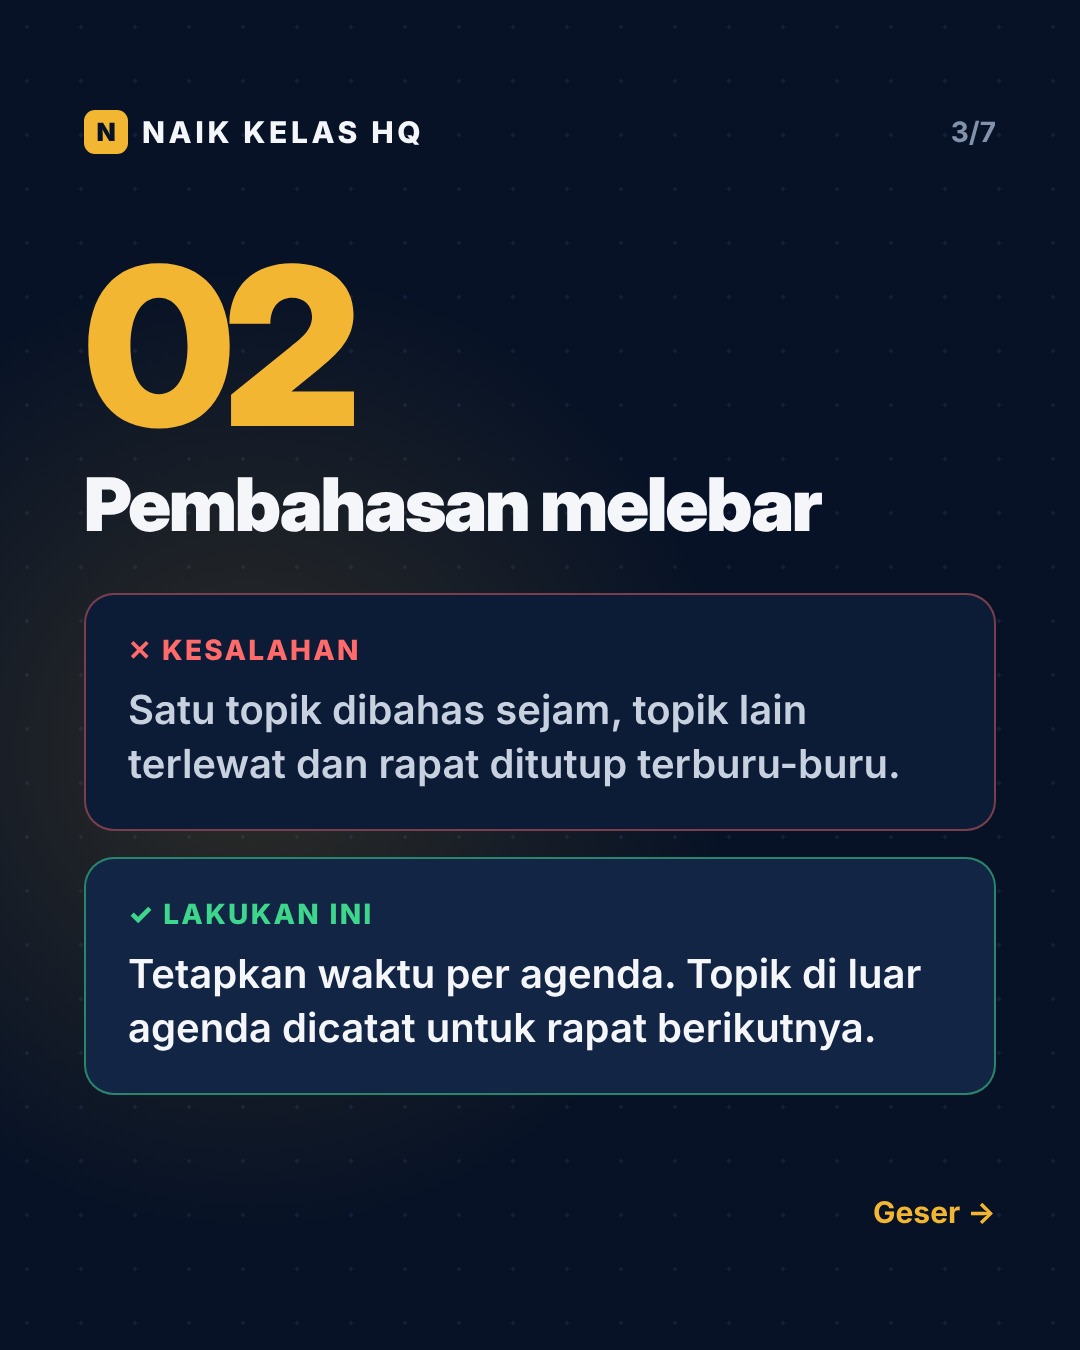 N NAIK KELAS HQ
3/7
02
Pembahasan melebar
✕ KESALAHAN
Satu topik dibahas sejam, topik lain
terlewat dan rapat ditutup terburu-buru.
✓ LAKUKAN INI
Tetapkan waktu per agenda. Topik di luar
agenda dicatat untuk rapat berikutnya.
Geser →